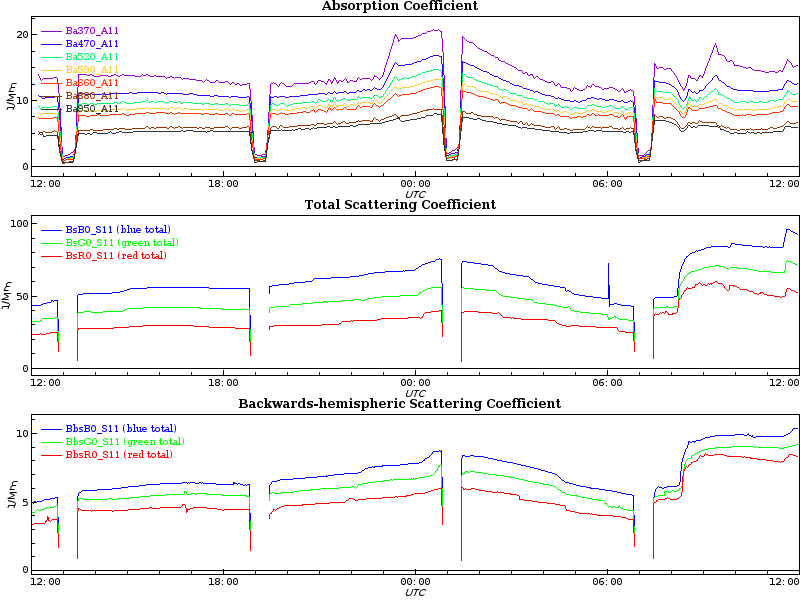 Absorption Coefficient
20
10
0
1/Mm
Ba370_A11
Ba470_A11
Ba520_A11
Ba590_A11
Ba660_A11
Ba880_A11
Ba950_A11
12:00 18:00 00:00 06:00 12:00
UTC
Total Scattering Coefficient
100
50
0
1/Mm
BsB0_S11 (blue total)
BsG0_S11 (green total)
BsR0_S11 (red total)
12:00 18:00 00:00 06:00 12:00
UTC
Backwards-hemispheric Scattering Coefficient
10
5
0
1/Mm
BbsB0_S11 (blue total)
BbsG0_S11 (green total)
BbsR0_S11 (red total)
12:00 18:00 00:00 06:00 12:00
UTC